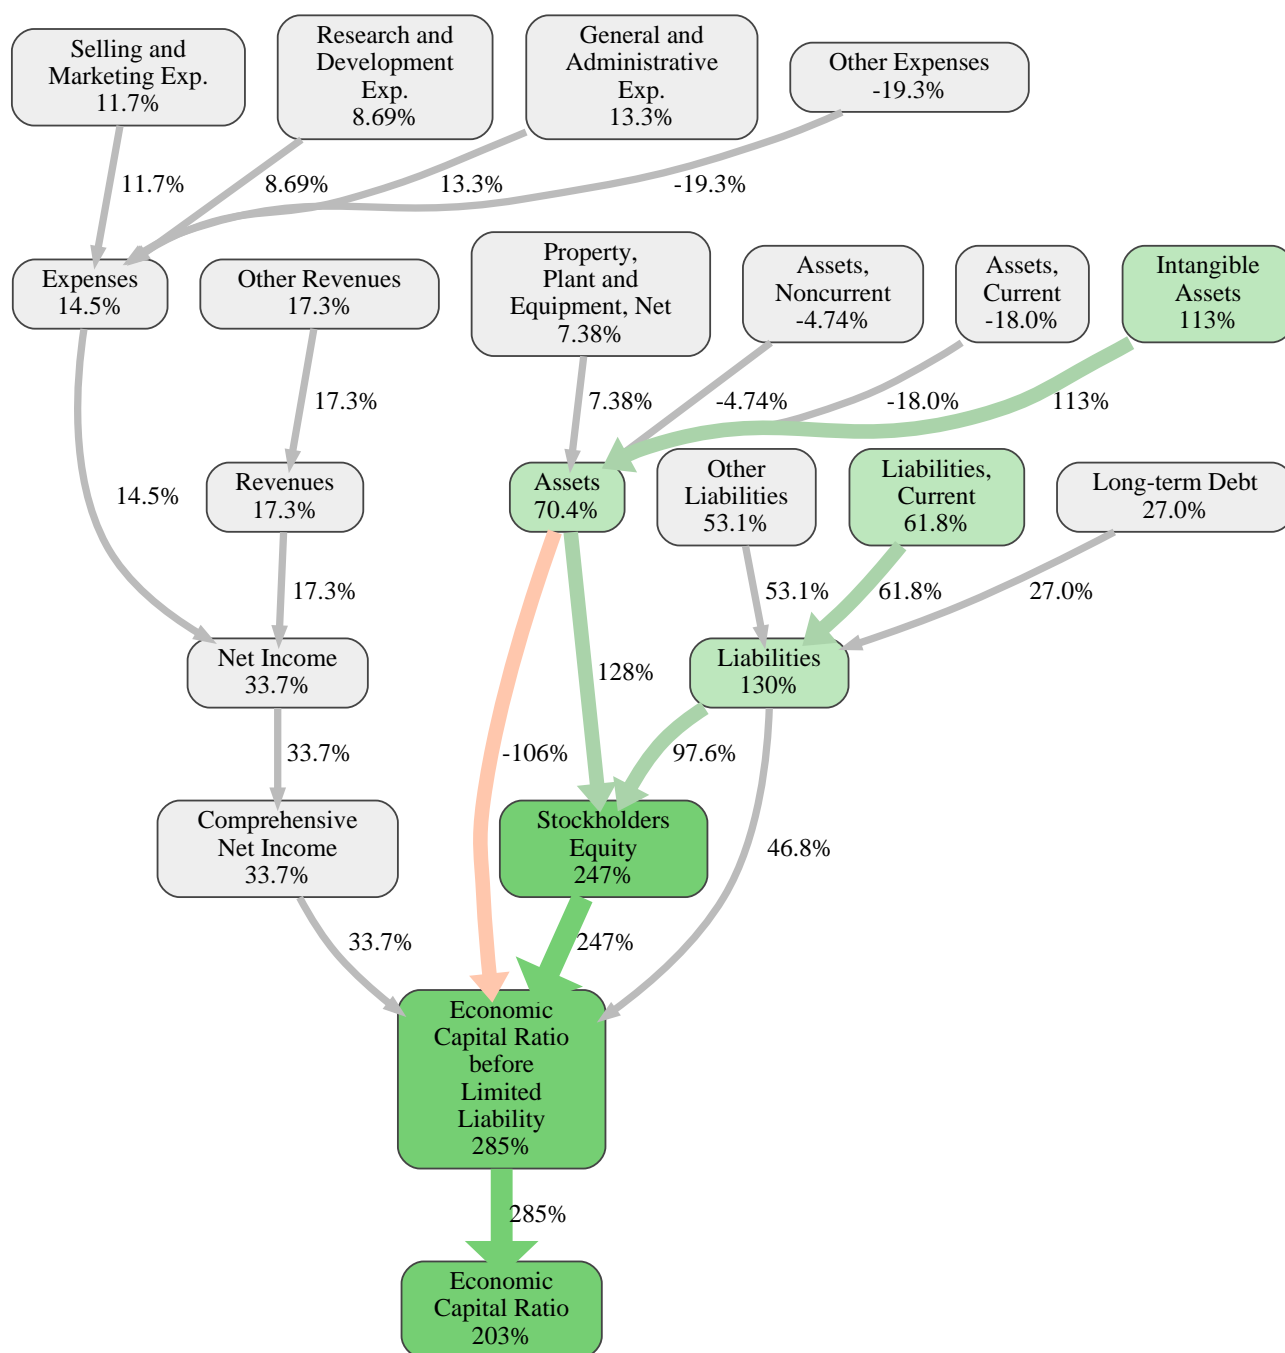 Selling and
Marketing Exp.
11.7%
Research and
Development
Exp.
8.69%
General and
Administrative
Exp.
13.3%
Other Expenses
-19.3%
11.7%
8.69%
13.3%
-19.3%
Expenses
14.5%
Other Revenues
17.3%
Property,
Plant and
Equipment, Net
7.38%
Assets,
Noncurrent
-4.74%
Assets,
Current
-18.0%
Intangible
Assets
113%
17.3%
7.38%
-4.74%
-18.0%
113%
14.5%
Revenues
17.3%
Assets
70.4%
Other
Liabilities
53.1%
Liabilities,
Current
61.8%
Long-term Debt
27.0%
17.3%
53.1%
61.8%
27.0%
Net Income
33.7%
128%
Liabilities
130%
33.7%
-106%
97.6%
Comprehensive
Net Income
33.7%
Stockholders
Equity
247%
46.8%
33.7%
247%
Economic
Capital Ratio
before
Limited
Liability
285%
285%
Economic
Capital Ratio
203%